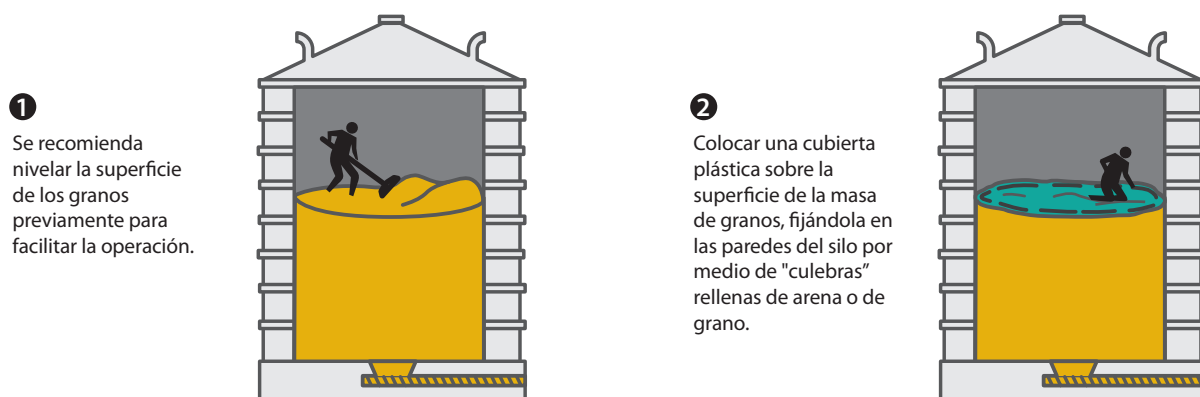 1
Se recomienda
nivelar la superficie
de los granos
previamente para
facilitar la operación.
2
Colocar una cubierta
plástica sobre la
superficie de la masa
de granos, fijándola en
las paredes del silo por
medio de "culebras”
rellenas de arena o de
grano.